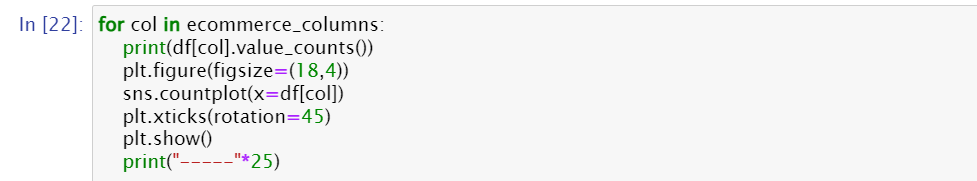 In [22]: for col in ecommerce_columns:
    print(df[col].value_counts())
    plt.figure(figsize=(18,4))
    sns.countplot(x=df[col])
    plt.xticks(rotation=45)
    plt.show()
    print("-----"*25)